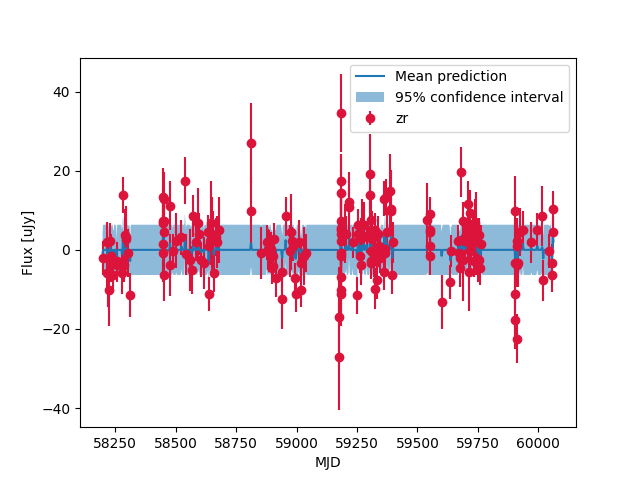 Mean prediction
95% confidence interval
zr
Flux [uJy]
40
20
0
−20
−40
58250 58500 58750 59000 59250 59500 59750 60000
MJD